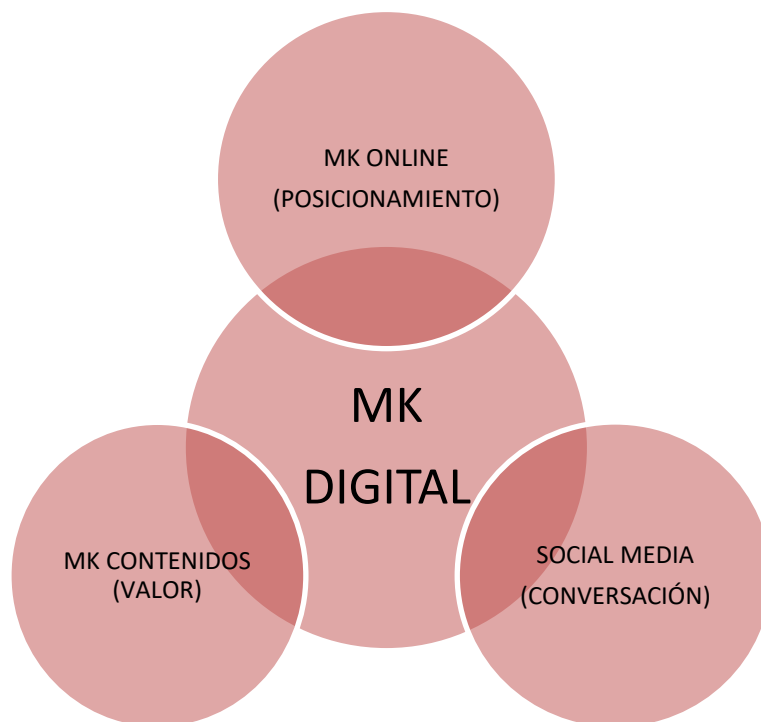 MK ONLINE
(POSICIONAMIENTO)
MK
DIGITAL
MK CONTENIDOS
(VALOR)
SOCIAL MEDIA
(CONVERSACIÓN)